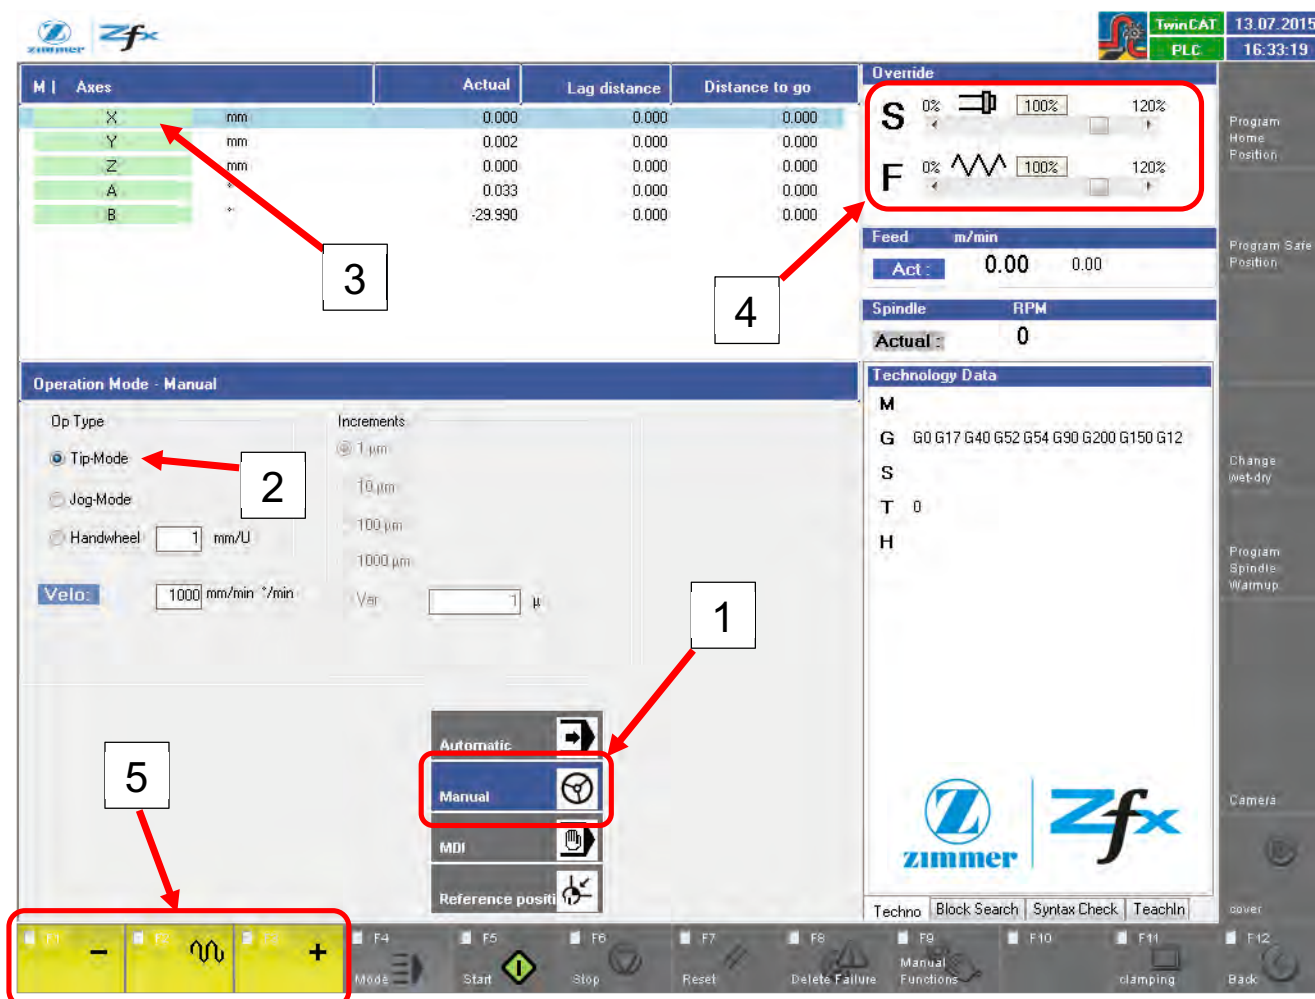 zimmer Zfx TwinCAT 13.07.2015
PLC 16:33:19
M I Axes Actual Lag distance Distance to go
X mm 0.000 0.000 0.000
Y mm 0.002 0.000 0.000
Z mm 0.000 0.000 0.000
A ° 0.033 0.000 0.000
B ° -29.990 0.000 0.000
3
Override
S 0% 100% 120%
F 0% 100% 120%
4
Feed m/min
Act : 0.00 0.00
Spindle RPM
Actual : 0
Program
Home
Position
Program Safe
Position
Change
wet-dry
Program
Spindle
Warmup
Camera
cover
Operation Mode - Manual
Op Type Increments
Tip-Mode 1 µm
2
10 µm
Jog-Mode
100 µm
Handwheel 1 mm/U
1000 µm
Velo: 1000 mm/min °/min Var 1 µ
1
5
Automatic
Manual
MDI
Reference positi
Technology Data
M
G G0 G17 G40 G52 G54 G90 G200 G150 G12
S
T 0
H
zimmer Zfx
Techno Block Search Syntax Check TeachIn
F1 - F2 F3 +
F4 Mode
F5 Start
F6 Stop
F7 Reset
F8 Delete Failure
F9 Manual
Functions
F10
F11 clamping
F12 Back